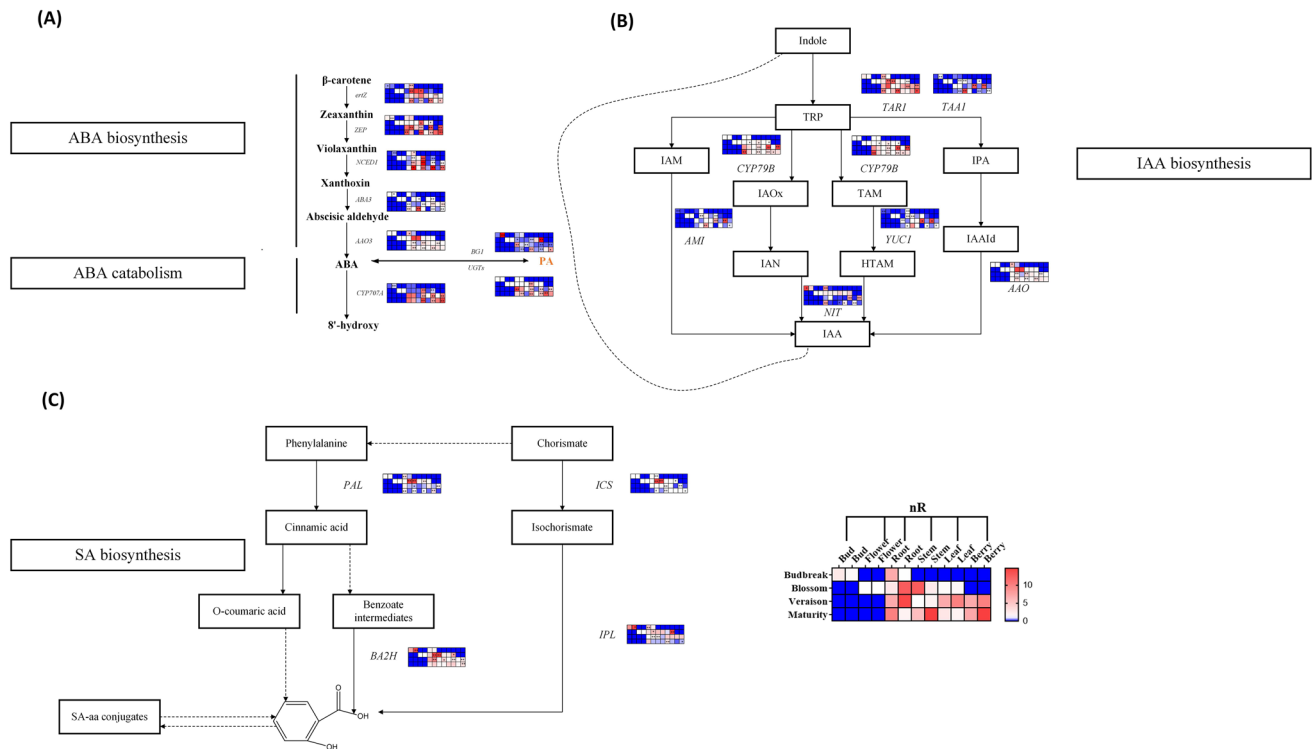 (A)
ABA biosynthesis
ABA catabolism
β-carotene
crtZ
Zeaxanthin
ZEP
Violaxanthin
NCED1
Xanthoxin
ABA3
Abscisic aldehyde
AAO3
ABA
BG1
UGTs
PA
CYP707A
8'-hydroxy
(B)
Indole
TAR1
TAA1
TRP
IAM
CYP79B
CYP79B
IPA
IAA biosynthesis
IAOx
TAM
AMI
YUC1
IAAId
IAN
HTAM
AAO
NIT
IAA
(C)
Phenylalanine
Chorismate
PAL
ICS
SA biosynthesis
Cinnamic acid
Isochorismate
O-coumaric acid
Benzoate
intermediates
BA2H
IPL
SA-aa conjugates
O
OH
OH
nR
Bud
Bud
Flower
Flower
Root
Root
Stem
Stem
Leaf
Leaf
Berry
Berry
Budbreak
Blossom
Veraison
Maturity
10
5
0